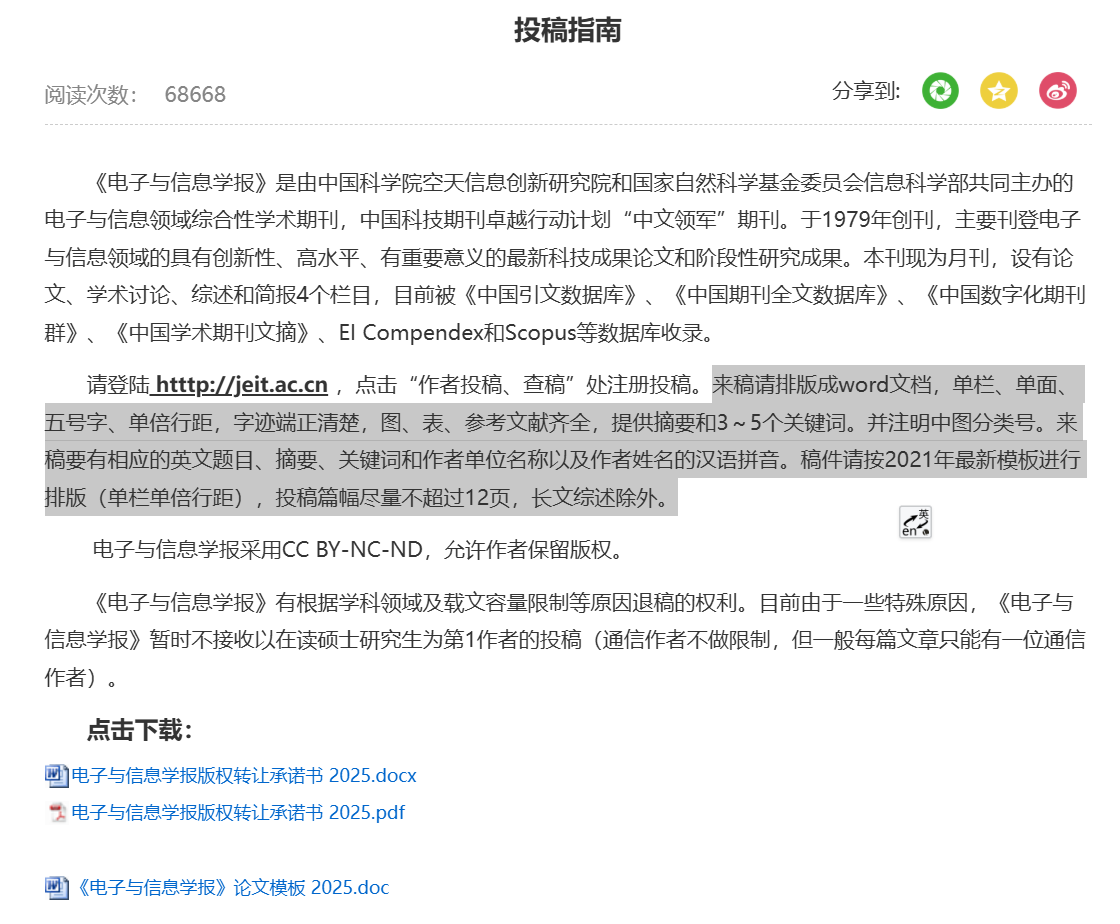 投稿指南
阅读次数: 68668
分享到:
《电子与信息学报》是由中国科学院空天信息创新研究院和国家自然科学基金委员会信息科学部共同主办的
电子与信息领域综合性学术期刊，中国科技期刊卓越行动计划“中文领军”期刊。于1979年创刊，主要刊登电子
与信息领域的具有创新性、高水平、有重要意义的最新科技成果论文和阶段性研究成果。本刊现为月刊，设有论
文、学术讨论、综述和简报4个栏目，目前被《中国引文数据库》、《中国期刊全文数据库》、《中国数字化期刊
群》、《中国学术期刊文摘》、EI Compendex和Scopus等数据库收录。
请登陆 htttp://jeit.ac.cn ，点击“作者投稿、查稿”处注册投稿。来稿请排版成word文档，单栏、单面、
五号字、单倍行距，字迹端正清楚，图、表、参考文献齐全，提供摘要和3～5个关键词。并注明中图分类号。来
稿要有相应的英文题目、摘要、关键词和作者单位名称以及作者姓名的汉语拼音。稿件请按2021年最新模板进行
排版（单栏单倍行距），投稿篇幅尽量不超过12页，长文综述除外。
英
en
电子与信息学报采用CC BY-NC-ND，允许作者保留版权。
《电子与信息学报》有根据学科领域及载文容量限制等原因退稿的权利。目前由于一些特殊原因，《电子与
信息学报》暂时不接收以在读硕士研究生为第1作者的投稿（通信作者不做限制，但一般每篇文章只能有一位通信
作者）。
点击下载：
电子与信息学报版权转让承诺书 2025.docx
电子与信息学报版权转让承诺书 2025.pdf
《电子与信息学报》论文模板 2025.doc